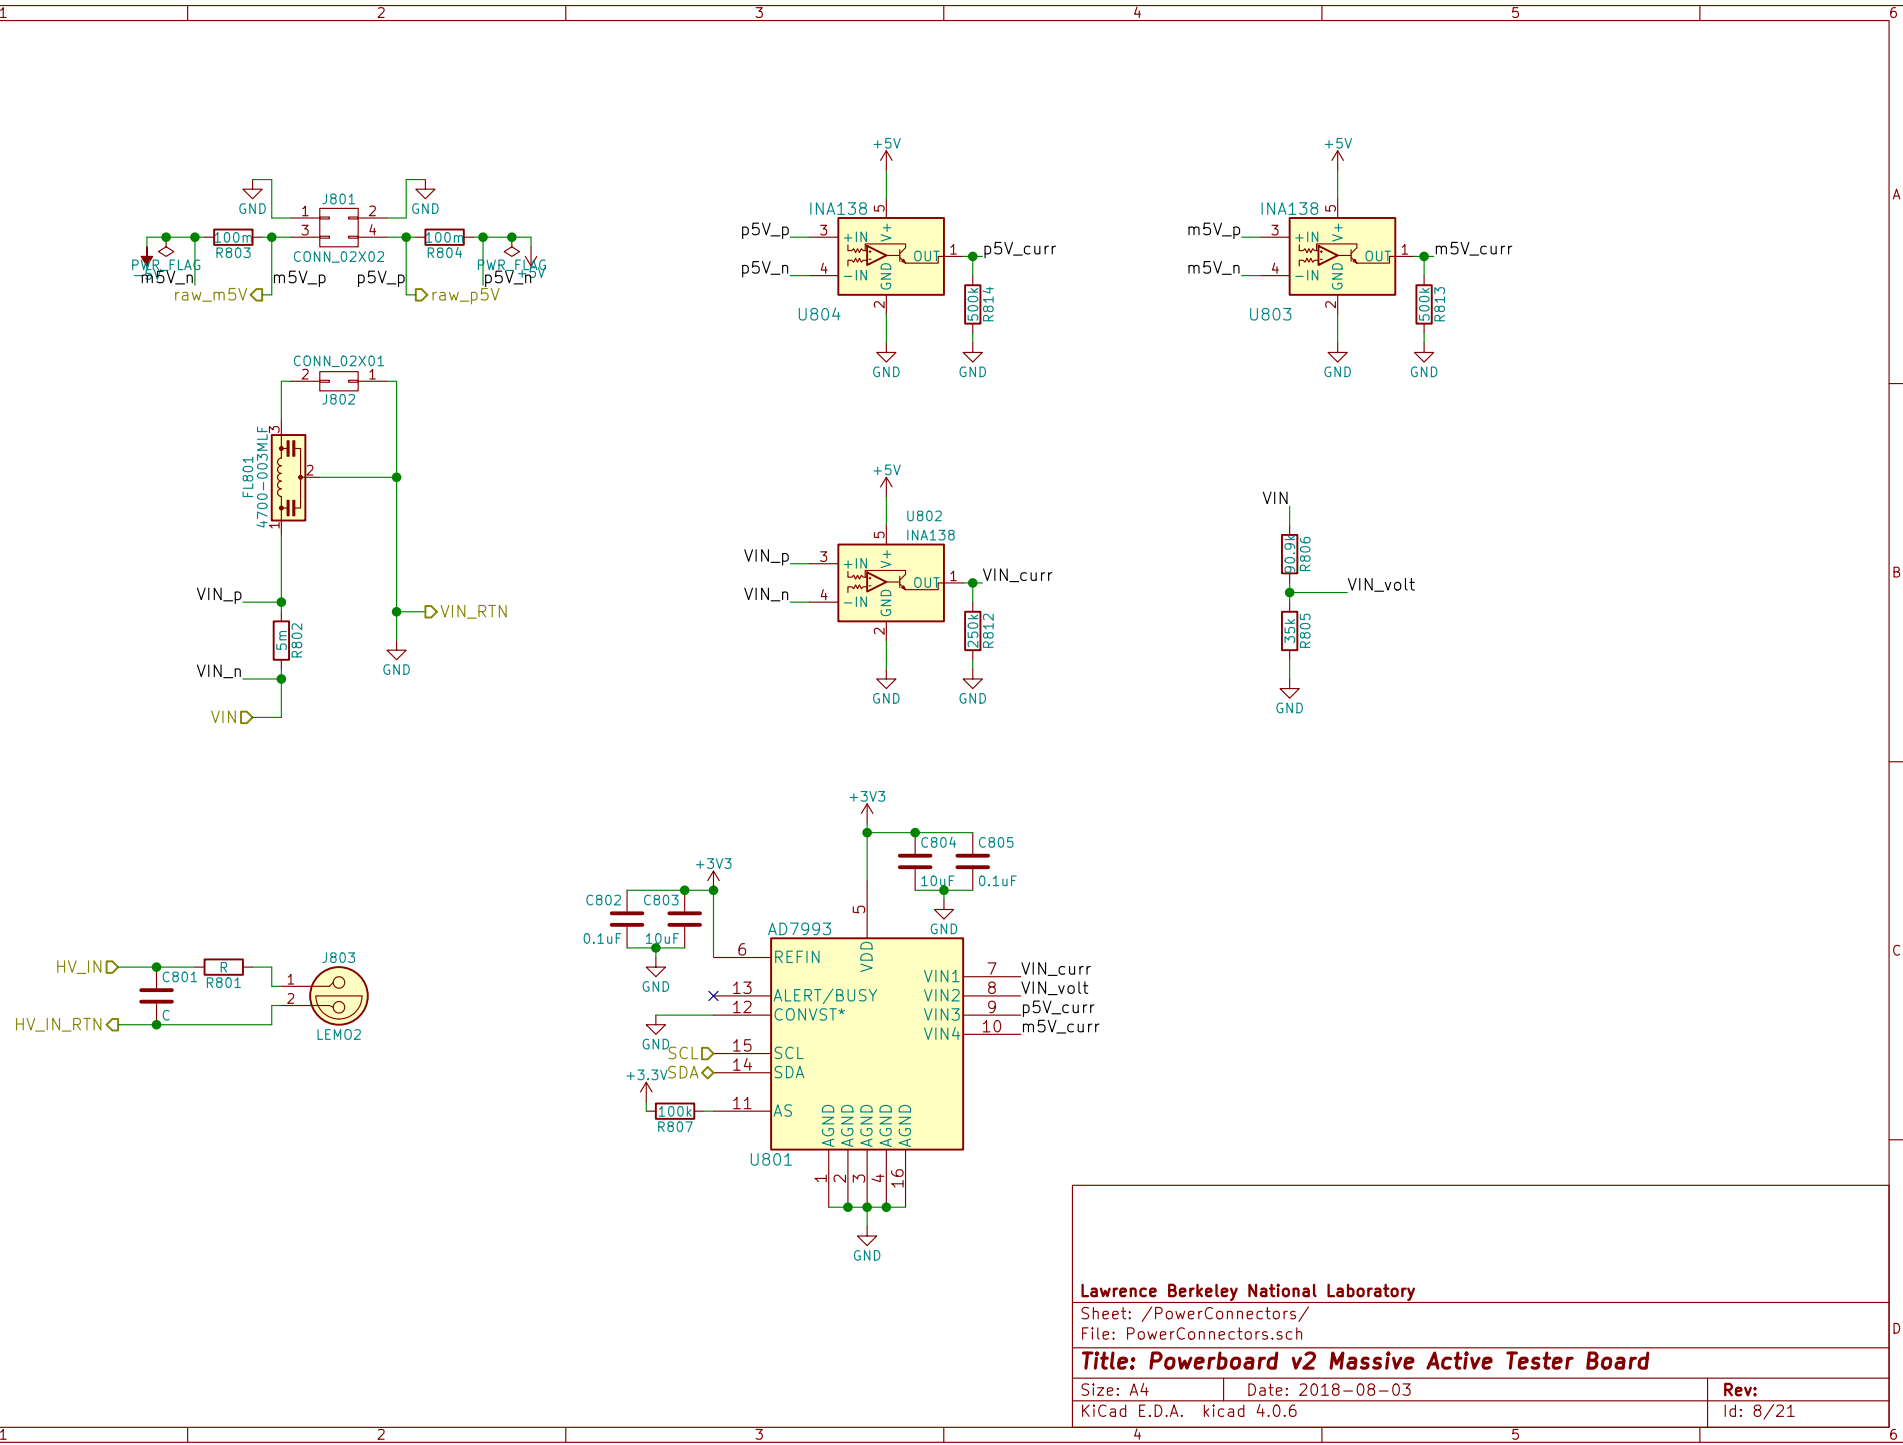 1 2 3 4 5 6
A
B
C
D
GND
J801
GND
1 2
3 4
100m
R803
CONN_02X02
100m
R804
PWR_FLAG
m5V_n
m5V_p
p5V_p
PWR_FLAG
+5V
p5V_n
raw_m5V
raw_p5V
CONN_02X01
2 1
J802
3
2
1
FL801
4700-003MLF
VIN_p
5m
R802
VIN_n
VIN
VIN_RTN
GND
+5V
INA138
p5V_p 3 +IN
p5V_n 4 -IN
5 V+
OUT 1 p5V_curr
GND 2
U804
500k
R814
GND
GND
+5V
INA138
m5V_p 3 +IN
m5V_n 4 -IN
5 V+
OUT 1 m5V_curr
GND 2
U803
500k
R813
GND
GND
+5V
U802
INA138
VIN_p 3 +IN
VIN_n 4 -IN
5 V+
OUT 1 VIN_curr
GND 2
250k
R812
GND
GND
VIN
90.9k
R806
VIN_volt
35k
R805
GND
HV_IN
C801
C
R
R801
J803
1
2
LEMO2
HV_IN_RTN
+3V3
C804
10uF
C805
0.1uF
GND
+3V3
C802
0.1uF
C803
10uF
GND
AD7993
5 VDD
6 REFIN
13 ALERT/BUSY
12 CONVST*
GND
SCL 15 SCL
SDA 14 SDA
+3.3V
100k
R807
11 AS
VIN1 7 VIN_curr
VIN2 8 VIN_volt
VIN3 9 p5V_curr
VIN4 10 m5V_curr
AGND AGND AGND AGND AGND
1 2 3 4 16
U801
GND
Lawrence Berkeley National Laboratory
Sheet: /PowerConnectors/
File: PowerConnectors.sch
Title: Powerboard v2 Massive Active Tester Board
Size: A4 Date: 2018-08-03 Rev:
KiCad E.D.A. kicad 4.0.6 Id: 8/21
1 2 3 4 5 6